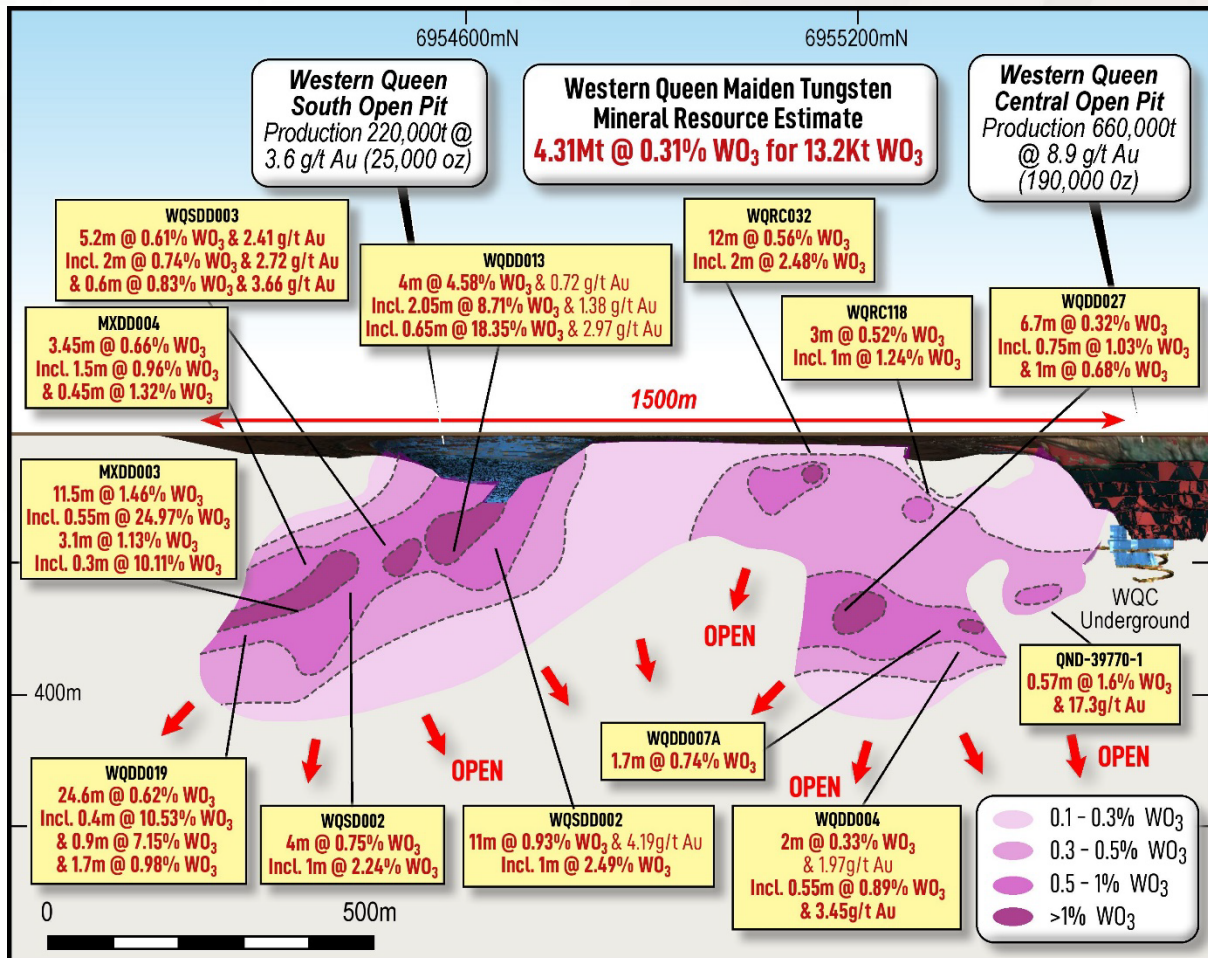 6954600mN
6955200mN
Western Queen
South Open Pit
Production 220,000t @
3.6 g/t Au (25,000 oz)
Western Queen Maiden Tungsten
Mineral Resource Estimate
4.31Mt @ 0.31% WO₃ for 13.2Kt WO₃
Western Queen
Central Open Pit
Production 660,000t
@ 8.9 g/t Au
(190,000 0z)
WQSDD003
5.2m @ 0.61% WO₃ & 2.41 g/t Au
Incl. 2m @ 0.74% WO₃ & 2.72 g/t Au
& 0.6m @ 0.83% WO₃ & 3.66 g/t Au
WQDD013
4m @ 4.58% WO₃ & 0.72 g/t Au
Incl. 2.05m @ 8.71% WO₃ & 1.38 g/t Au
Incl. 0.65m @ 18.35% WO₃ & 2.97 g/t Au
WQRC032
12m @ 0.56% WO₃
Incl. 2m @ 2.48% WO₃
WQRC118
3m @ 0.52% WO₃
Incl. 1m @ 1.24% WO₃
WQDD027
6.7m @ 0.32% WO₃
Incl. 0.75m @ 1.03% WO₃
& 1m @ 0.68% WO₃
MXDD004
3.45m @ 0.66% WO₃
Incl. 1.5m @ 0.96% WO₃
& 0.45m @ 1.32% WO₃
1500m
MXDD003
11.5m @ 1.46% WO₃
Incl. 0.55m @ 24.97% WO₃
3.1m @ 1.13% WO₃
Incl. 0.3m @ 10.11% WO₃
WQC
Underground
OPEN
QND-39770-1
0.57m @ 1.6% WO₃
& 17.3g/t Au
400m
WQDD007A
1.7m @ 0.74% WO₃
OPEN
OPEN
OPEN
WQDD019
24.6m @ 0.62% WO₃
Incl. 0.4m @ 10.53% WO₃
& 0.9m @ 7.15% WO₃
& 1.7m @ 0.98% WO₃
WQSD002
4m @ 0.75% WO₃
Incl. 1m @ 2.24% WO₃
WQSDD002
11m @ 0.93% WO₃ & 4.19g/t Au
Incl. 1m @ 2.49% WO₃
WQDD004
2m @ 0.33% WO₃
& 1.97g/t Au
Incl. 0.55m @ 0.89% WO₃
& 3.45g/t Au
0.1 - 0.3% WO₃
0.3 - 0.5% WO₃
0.5 - 1% WO₃
>1% WO₃
0
500m